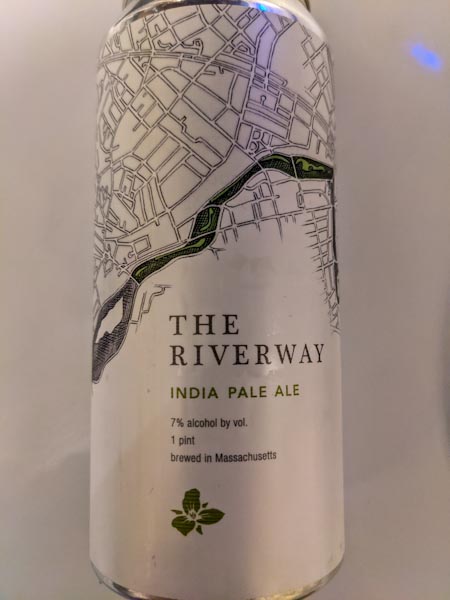 THE
RIVERWAY
INDIA PALE ALE
7% alcohol by vol.
1 pint
brewed in Massachusetts